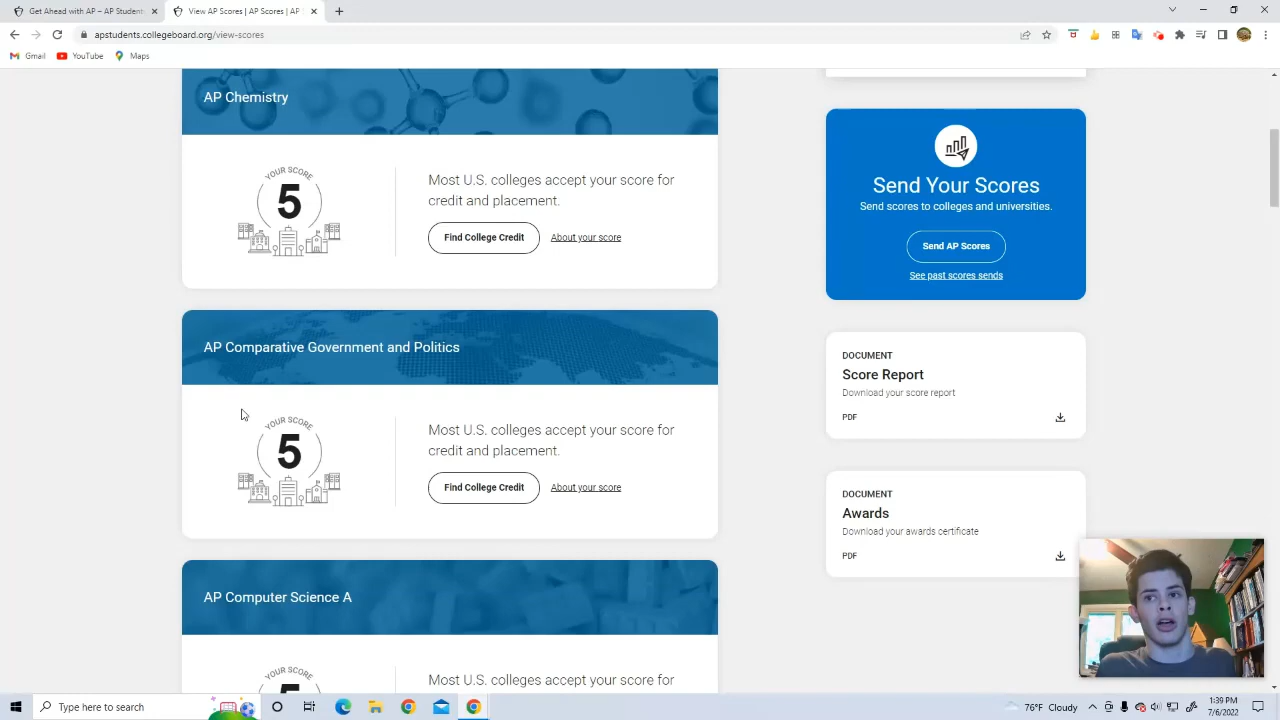 Get Ahead with AP – AP Students
View AP Scores | AP Scores | AP
apstudents.collegeboard.org/view-scores
Gmail
YouTube
Maps
AP Chemistry
YOUR SCORE
5
Most U.S. colleges accept your score for
credit and placement.
Find College Credit
About your score
AP Comparative Government and Politics
YOUR SCORE
5
Most U.S. colleges accept your score for
credit and placement.
Find College Credit
About your score
AP Computer Science A
YOUR SCORE
5
Most U.S. colleges accept your score for
Send Your Scores
Send scores to colleges and universities.
Send AP Scores
See past scores sends
DOCUMENT
Score Report
Download your score report
PDF
DOCUMENT
Awards
Download your awards certificate
PDF
Type here to search
76°F Cloudy
1:39 PM
7/6/2022